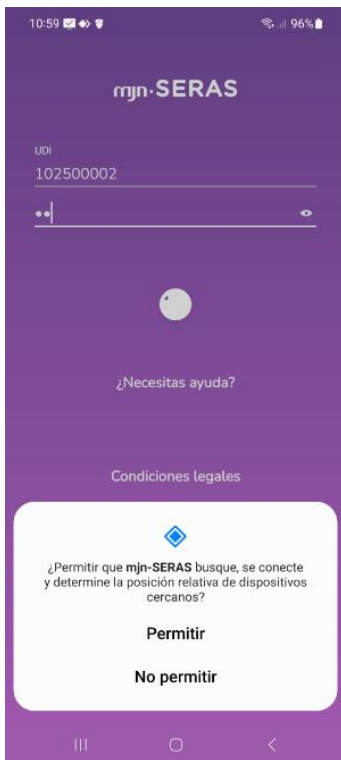 10:59 96%
mjn·SERAS
UDI
102500002
¿Necesitas ayuda?
Condiciones legales
¿Permitir que mjn-SERAS busque, se conecte
y determine la posición relativa de dispositivos
cercanos?
Permitir
No permitir